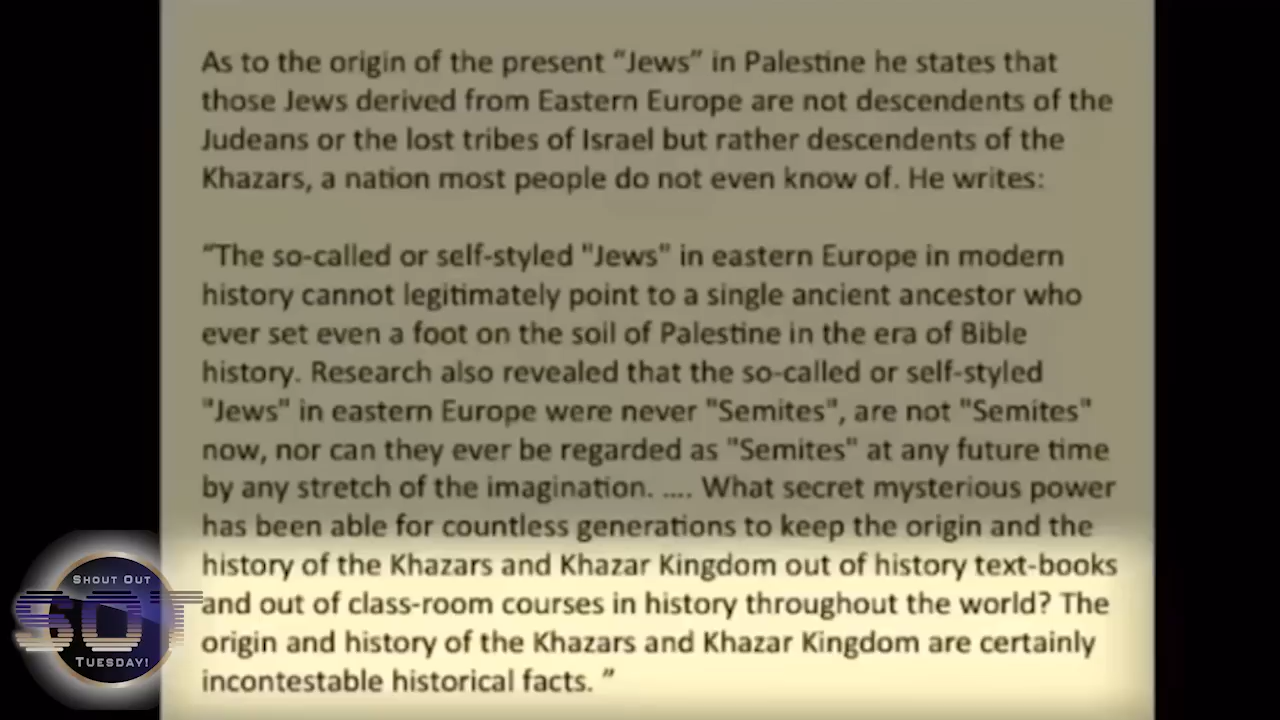 As to the origin of the present “Jews” in Palestine he states that
those Jews derived from Eastern Europe are not descendents of the
Judeans or the lost tribes of Israel but rather descendents of the
Khazars, a nation most people do not even know of. He writes:
“The so-called or self-styled "Jews" in eastern Europe in modern
history cannot legitimately point to a single ancient ancestor who
ever set even a foot on the soil of Palestine in the era of Bible
history. Research also revealed that the so-called or self-styled
"Jews" in eastern Europe were never "Semites", are not "Semites"
now, nor can they ever be regarded as "Semites" at any future time
by any stretch of the imagination. .... What secret mysterious power
has been able for countless generations to keep the origin and the
history of the Khazars and Khazar Kingdom out of history text-books
and out of class-room courses in history throughout the world? The
origin and history of the Khazars and Khazar Kingdom are certainly
incontestable historical facts. ”
SHOUT OUT
SOT
TUESDAY!